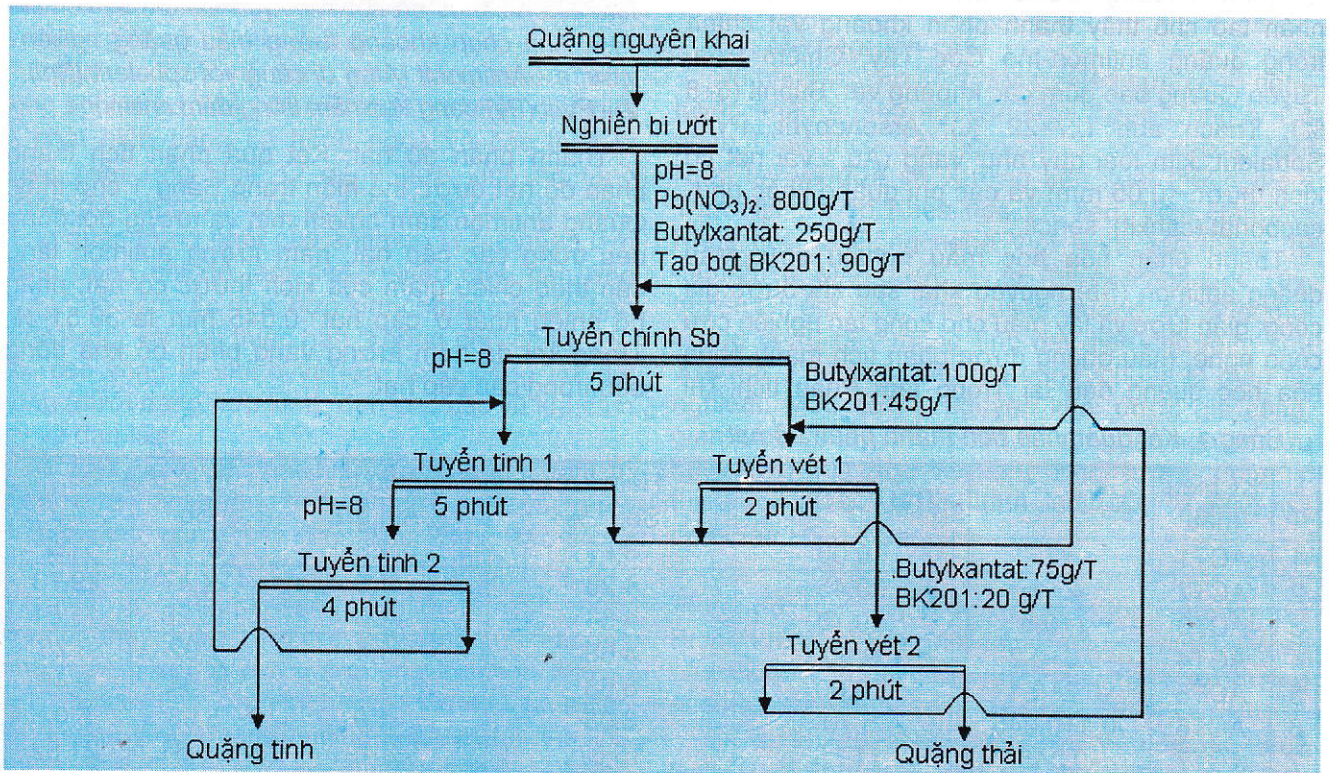 Quặng nguyên khai
Nghiền bi ướt
pH=8
Pb(NO₃)₂: 800g/T
Butylxantat: 250g/T
Tạo bọt BK201: 90g/T
Tuyển chính Sb
pH=8
5 phút
Butylxantat:100g/T
BK201:45g/T
Tuyển tinh 1
Tuyển vét 1
pH=8
5 phút
2 phút
Tuyển tinh 2
4 phút
Butylxantat:75g/T
BK201:20 g/T
Tuyển vét 2
2 phút
Quặng tinh
Quặng thải